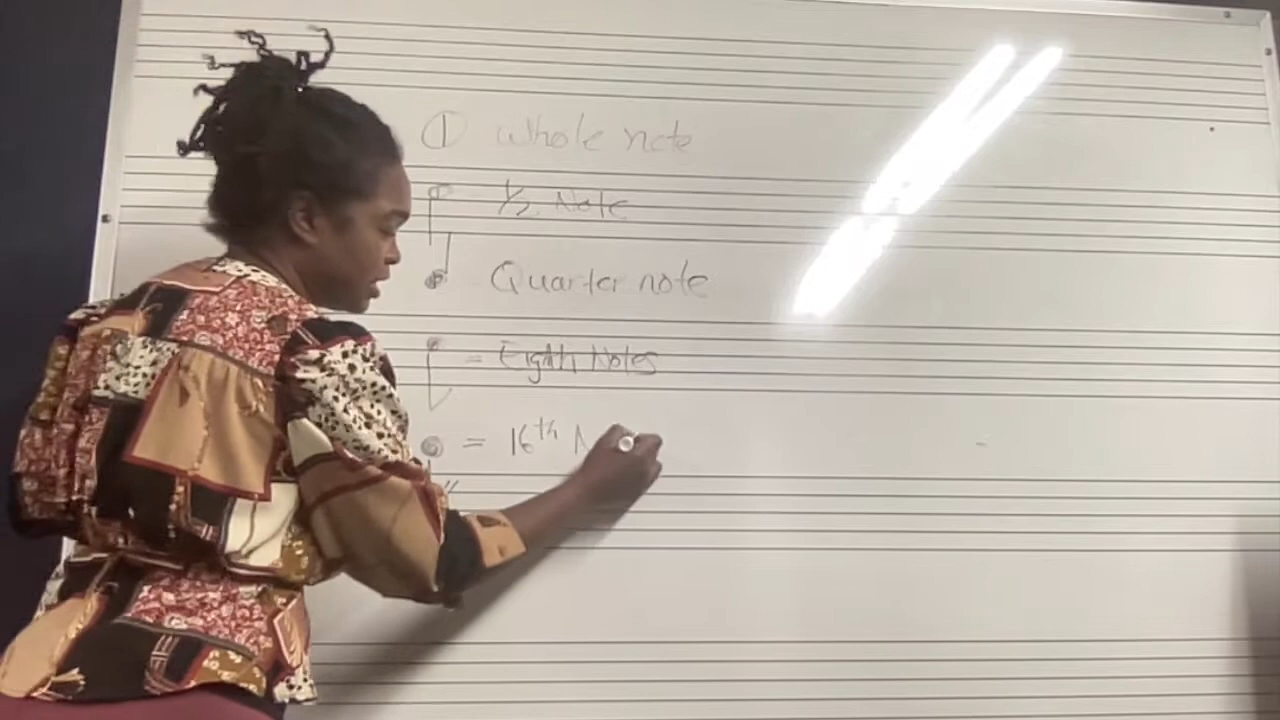 Whole note
1/2 Note
Quarter note
= Eighth Notes
= 16th N